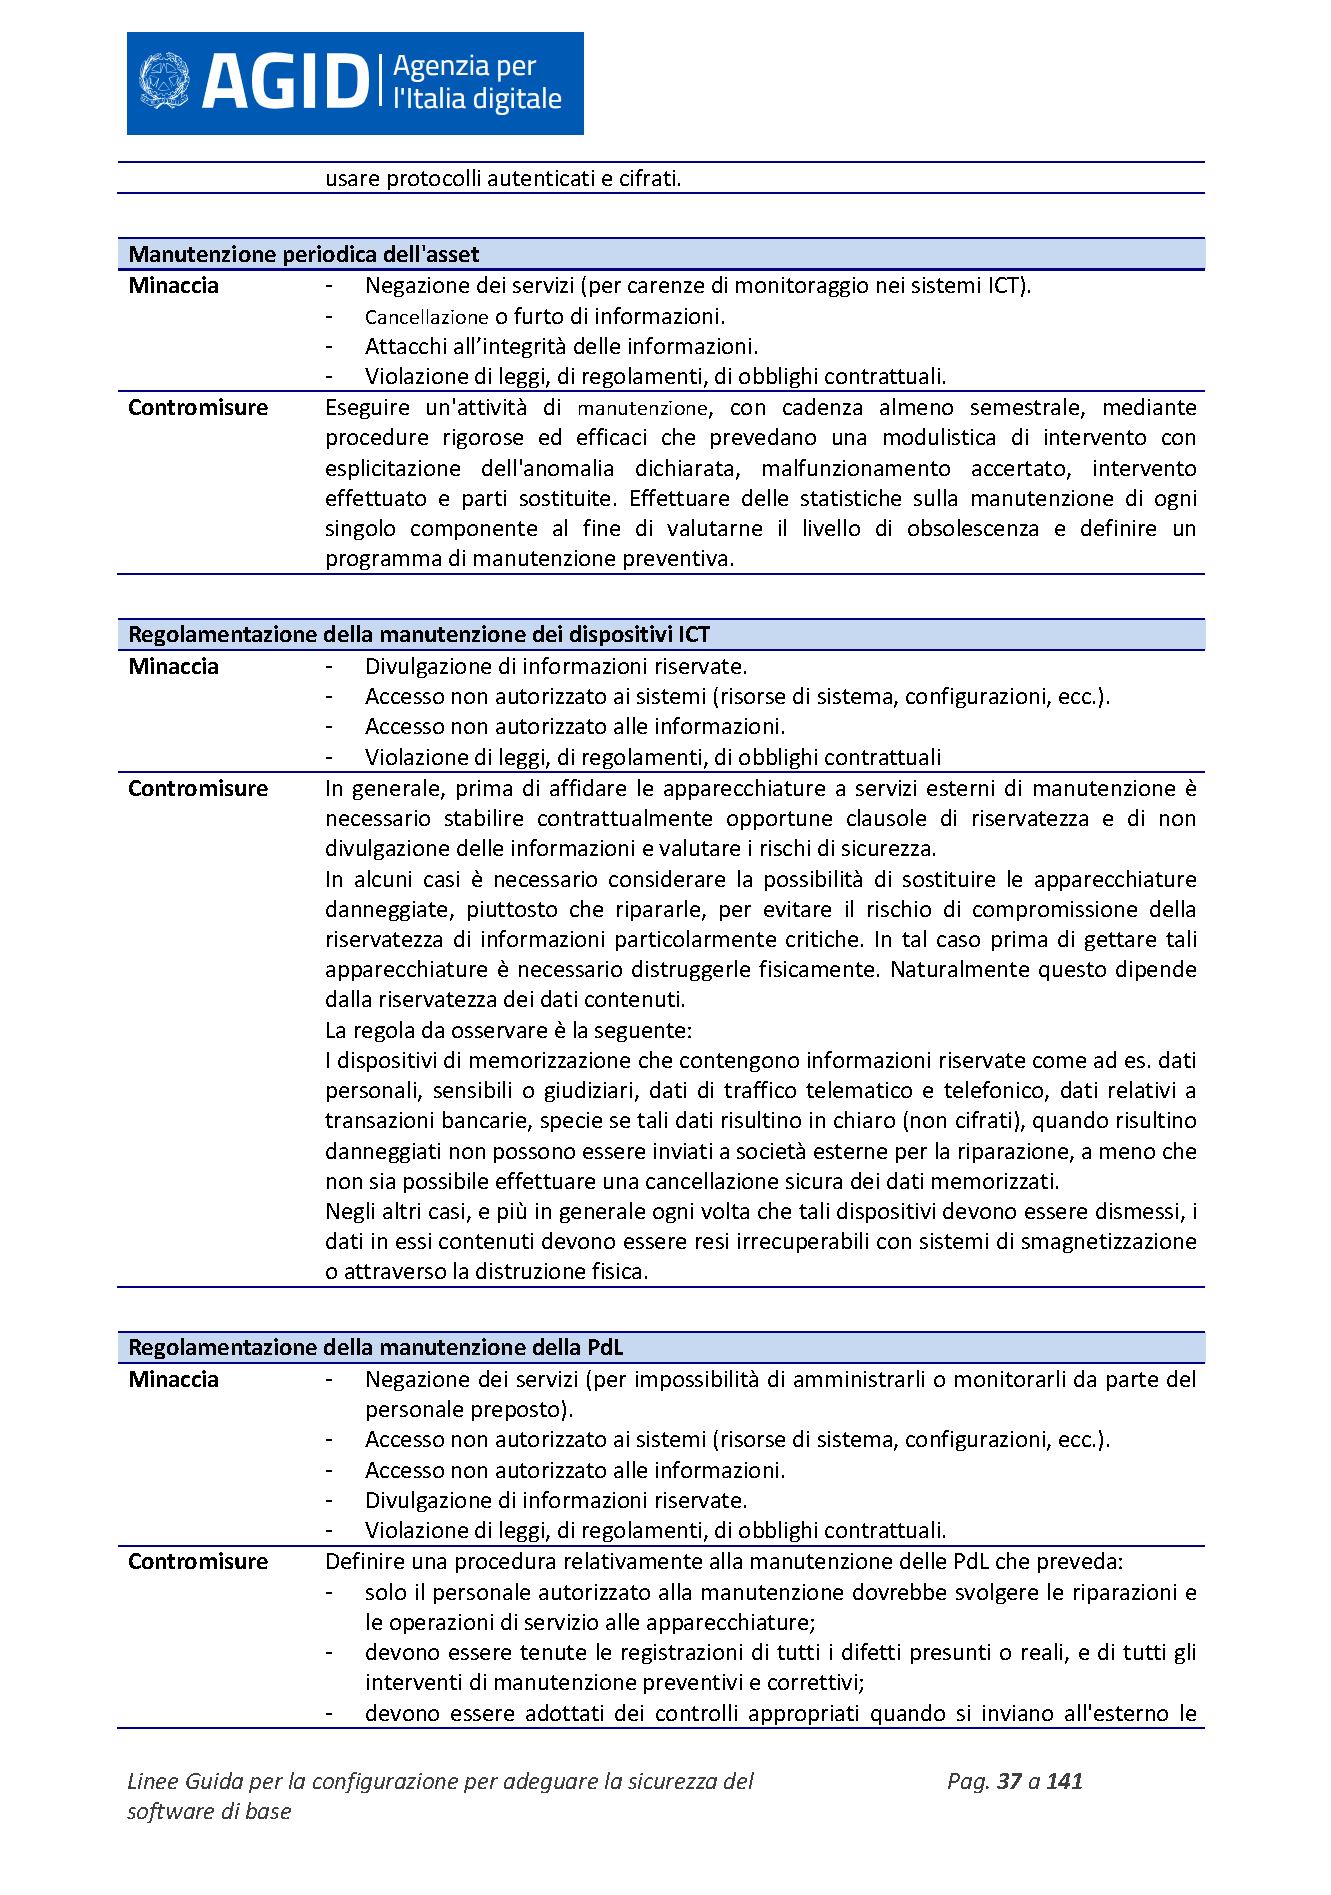 AGID Agenzia per
l'Italia digitale
usare protocolli autenticati e cifrati.
Manutenzione periodica dell'asset
Minaccia - Negazione dei servizi (per carenze di monitoraggio nei sistemi ICT).
- Cancellazione o furto di informazioni.
- Attacchi all’integrità delle informazioni.
- Violazione di leggi, di regolamenti, di obblighi contrattuali.
Contromisure Eseguire un'attività di manutenzione, con cadenza almeno semestrale, mediante
procedure rigorose ed efficaci che prevedano una modulistica di intervento con
esplicitazione dell'anomalia dichiarata, malfunzionamento accertato, intervento
effettuato e parti sostituite. Effettuare delle statistiche sulla manutenzione di ogni
singolo componente al fine di valutarne il livello di obsolescenza e definire un
programma di manutenzione preventiva.
Regolamentazione della manutenzione dei dispositivi ICT
Minaccia - Divulgazione di informazioni riservate.
- Accesso non autorizzato ai sistemi (risorse di sistema, configurazioni, ecc.).
- Accesso non autorizzato alle informazioni.
- Violazione di leggi, di regolamenti, di obblighi contrattuali
Contromisure In generale, prima di affidare le apparecchiature a servizi esterni di manutenzione è
necessario stabilire contrattualmente opportune clausole di riservatezza e di non
divulgazione delle informazioni e valutare i rischi di sicurezza.
In alcuni casi è necessario considerare la possibilità di sostituire le apparecchiature
danneggiate, piuttosto che ripararle, per evitare il rischio di compromissione della
riservatezza di informazioni particolarmente critiche. In tal caso prima di gettare tali
apparecchiature è necessario distruggerle fisicamente. Naturalmente questo dipende
dalla riservatezza dei dati contenuti.
La regola da osservare è la seguente:
I dispositivi di memorizzazione che contengono informazioni riservate come ad es. dati
personali, sensibili o giudiziari, dati di traffico telematico e telefonico, dati relativi a
transazioni bancarie, specie se tali dati risultino in chiaro (non cifrati), quando risultino
danneggiati non possono essere inviati a società esterne per la riparazione, a meno che
non sia possibile effettuare una cancellazione sicura dei dati memorizzati.
Negli altri casi, e più in generale ogni volta che tali dispositivi devono essere dismessi, i
dati in essi contenuti devono essere resi irrecuperabili con sistemi di smagnetizzazione
o attraverso la distruzione fisica.
Regolamentazione della manutenzione della PdL
Minaccia - Negazione dei servizi (per impossibilità di amministrarli o monitorarli da parte del
personale preposto).
- Accesso non autorizzato ai sistemi (risorse di sistema, configurazioni, ecc.).
- Accesso non autorizzato alle informazioni.
- Divulgazione di informazioni riservate.
- Violazione di leggi, di regolamenti, di obblighi contrattuali.
Contromisure Definire una procedura relativamente alla manutenzione delle PdL che preveda:
- solo il personale autorizzato alla manutenzione dovrebbe svolgere le riparazioni e
le operazioni di servizio alle apparecchiature;
- devono essere tenute le registrazioni di tutti i difetti presunti o reali, e di tutti gli
interventi di manutenzione preventivi e correttivi;
- devono essere adottati dei controlli appropriati quando si inviano all'esterno le
Linee Guida per la configurazione per adeguare la sicurezza del Pag. 37 a 141
software di base